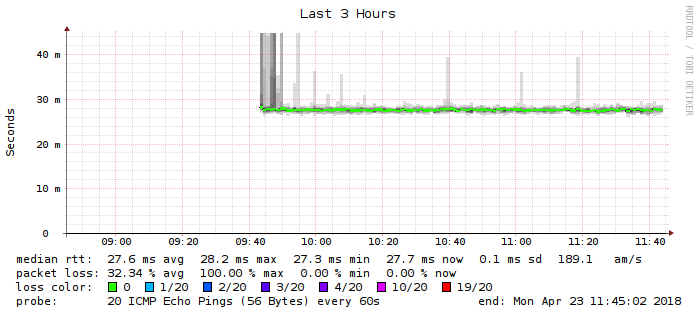 Last 3 Hours
RRDTOOL / TOBI OETIKER
Seconds
40 m
30 m
20 m
10 m
0
09:00 09:20 09:40 10:00 10:20 10:40 11:00 11:20 11:40
median rtt: 27.6 ms avg 28.2 ms max 27.3 ms min 27.7 ms now 0.1 ms sd 189.1 am/s
packet loss: 32.34 % avg 100.00 % max 0.00 % min 0.00 % now
loss color: 0 1/20 2/20 3/20 4/20 10/20 19/20
probe: 20 ICMP Echo Pings (56 Bytes) every 60s end: Mon Apr 23 11:45:02 2018